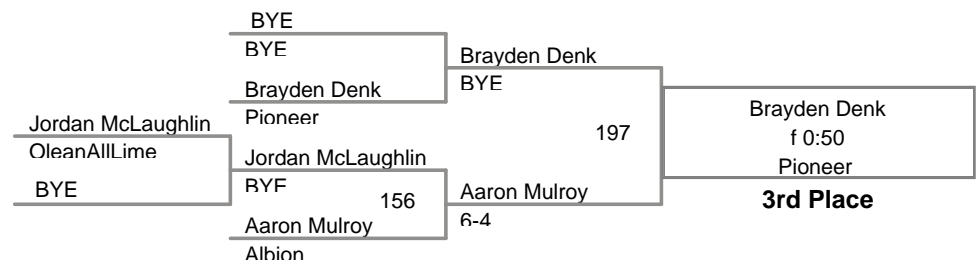 BYE
BYE
Brayden Denk
Brayden Denk
BYE
Pioneer
Jordan McLaughlin
OleanAllLime
BYE
Jordan McLaughlin
BYE
156
Aaron Mulroy
Albion
Aaron Mulroy
6-4
197
Brayden Denk
f 0:50
Pioneer
3rd Place